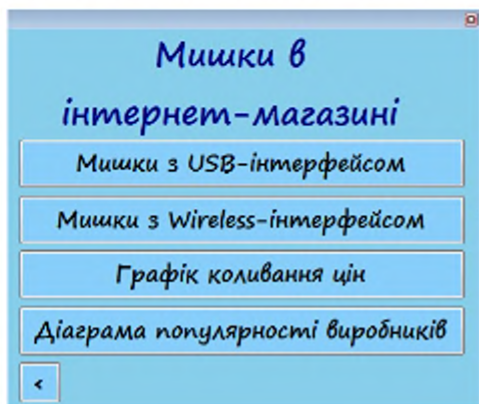 Мишки в
інтернет-магазині
Мишки з USB-інтерфейсом
Мишки з Wireless-інтерфейсом
Графік коливання цін
Діаграма популярності виробників
<